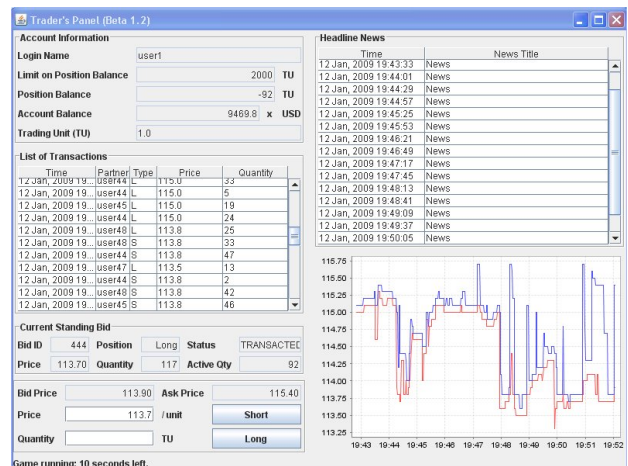 Trader's Panel (Beta 1.2)
Account Information
Login Name user1
Limit on Position Balance 2000 TU
Position Balance -92 TU
Account Balance 9469.8 x USD
Trading Unit (TU) 1.0
List of Transactions
Time Partner Type Price Quantity
12 Jan, 2009 19... user44 L 115.0 33
12 Jan, 2009 19... user44 L 115.0 5
12 Jan, 2009 19... user45 L 115.0 19
12 Jan, 2009 19... user44 L 115.0 24
12 Jan, 2009 19... user48 L 113.8 25
12 Jan, 2009 19... user48 S 113.8 33
12 Jan, 2009 19... user44 S 113.8 47
12 Jan, 2009 19... user47 L 113.5 13
12 Jan, 2009 19... user44 S 113.8 2
12 Jan, 2009 19... user48 S 113.8 42
12 Jan, 2009 19... user45 S 113.8 46
Current Standing Bid
Bid ID 444 Position Long Status TRANSACTED
Price 113.70 Quantity 117 Active Qty 92
Bid Price 113.90 Ask Price 115.40
Price 113.7 / unit Short
Quantity TU Long
Game running: 10 seconds left.
Headline News
Time News Title
12 Jan, 2009 19:43:33 News
12 Jan, 2009 19:44:01 News
12 Jan, 2009 19:44:29 News
12 Jan, 2009 19:44:57 News
12 Jan, 2009 19:45:25 News
12 Jan, 2009 19:45:53 News
12 Jan, 2009 19:46:21 News
12 Jan, 2009 19:46:49 News
12 Jan, 2009 19:47:17 News
12 Jan, 2009 19:47:45 News
12 Jan, 2009 19:48:13 News
12 Jan, 2009 19:48:41 News
12 Jan, 2009 19:49:09 News
12 Jan, 2009 19:49:37 News
12 Jan, 2009 19:50:05 News
115.75
115.50
115.25
115.00
114.75
114.50
114.25
114.00
113.75
113.50
113.25
19:43 19:44 19:45 19:46 19:47 19:48 19:49 19:50 19:51 19:52